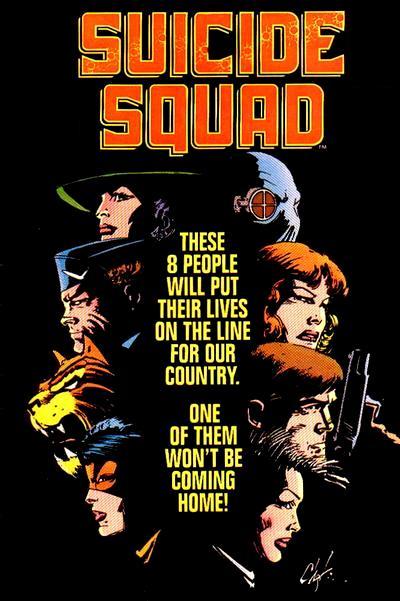 SUICIDE
SQUAD
TM
THESE
8 PEOPLE
WILL PUT
THEIR LIVES
ON THE LINE
FOR OUR
COUNTRY.
ONE
OF THEM
WON'T BE
COMING
HOME!